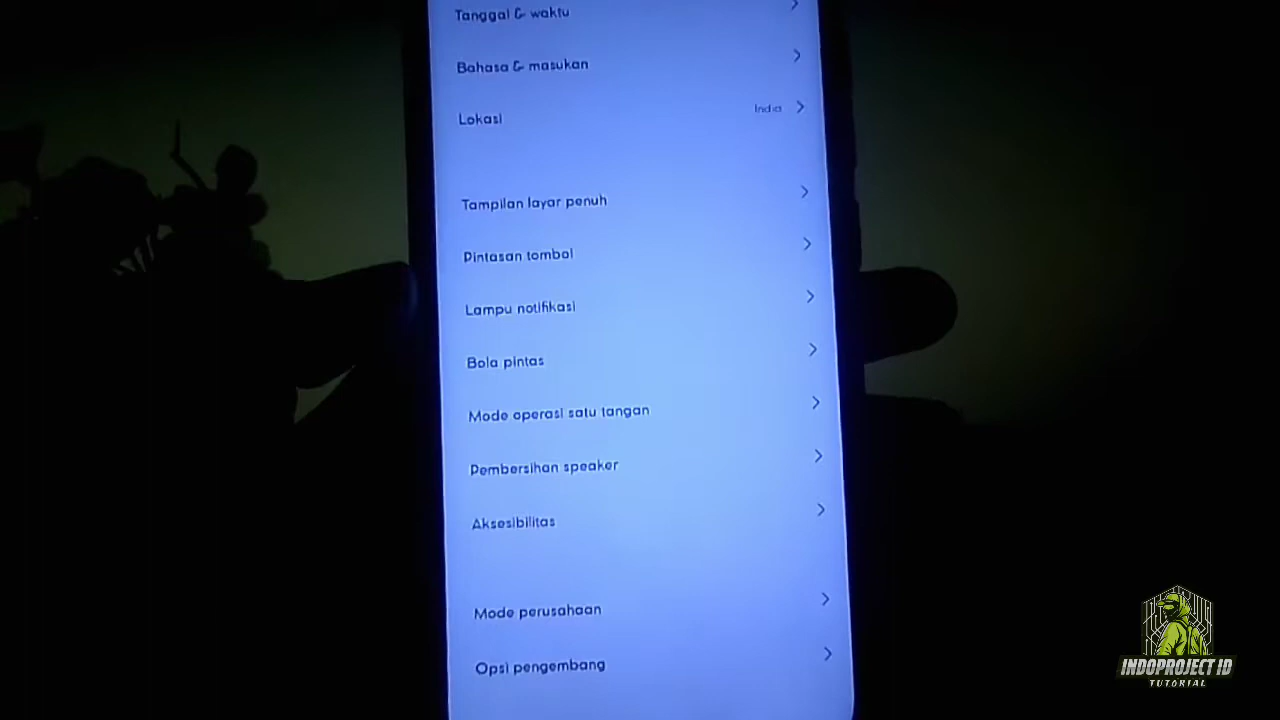 Tanggal & waktu
Bahasa & masukan
Lokasi
India
Tampilan layar penuh
Pintasan tombol
Lampu notifikasi
Bola pintas
Mode operasi satu tangan
Pembersihan speaker
Aksesibilitas
Mode perusahaan
Opsi pengembang
INDOPROJECT ID
TUTORIAL